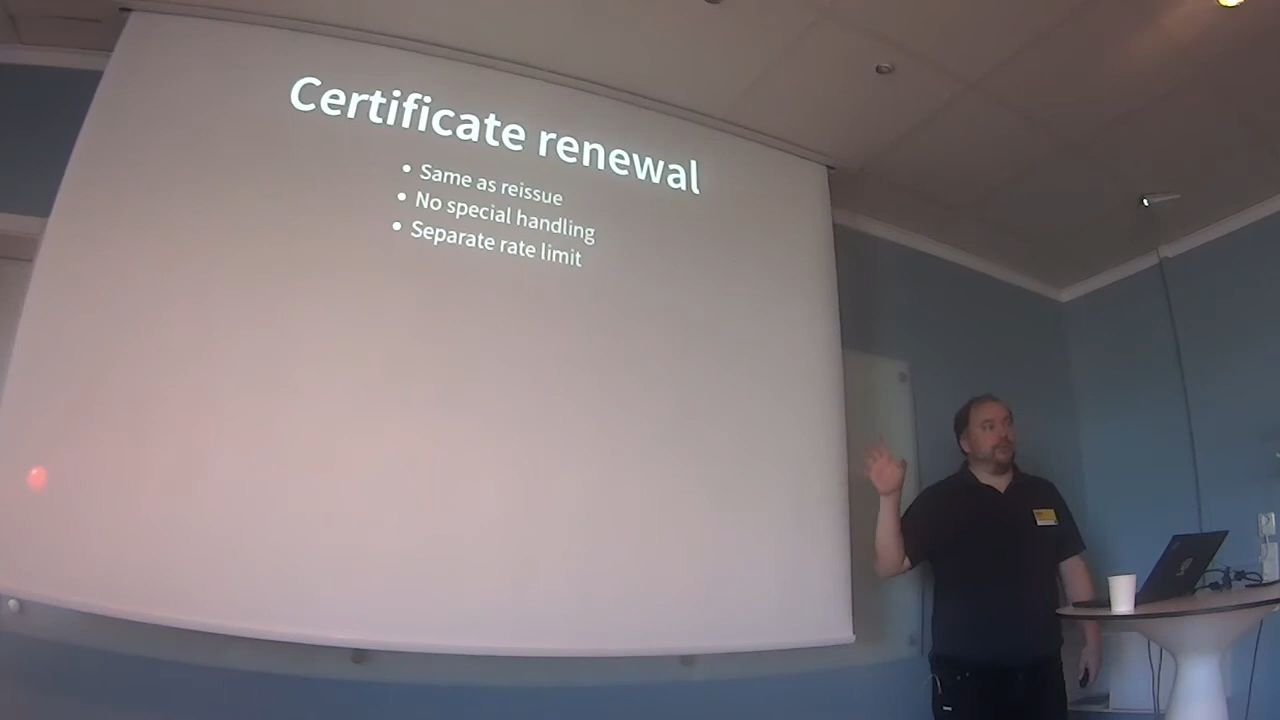 Certificate renewal
• Same as reissue
• No special handling
• Separate rate limit